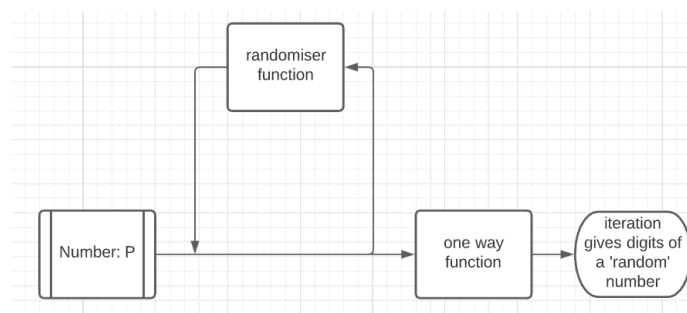 randomiser
function
Number: P
one way
function
iteration
gives digits of
a 'random'
number